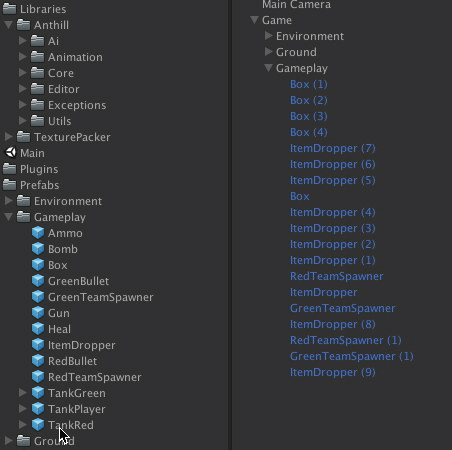 Libraries
Anthill
Ai
Animation
Core
Editor
Exceptions
Utils
TexturePacker
Main
Plugins
Prefabs
Environment
Gameplay
Ammo
Bomb
Box
GreenBullet
GreenTeamSpawner
Gun
Heal
ItemDropper
RedBullet
RedTeamSpawner
TankGreen
TankPlayer
TankRed
Ground
Main Camera
Game
Environment
Ground
Gameplay
Box (1)
Box (2)
Box (3)
Box (4)
ItemDropper (7)
ItemDropper (6)
ItemDropper (5)
Box
ItemDropper (4)
ItemDropper (3)
ItemDropper (2)
ItemDropper (1)
RedTeamSpawner
ItemDropper
GreenTeamSpawner
ItemDropper (8)
RedTeamSpawner (1)
GreenTeamSpawner (1)
ItemDropper (9)